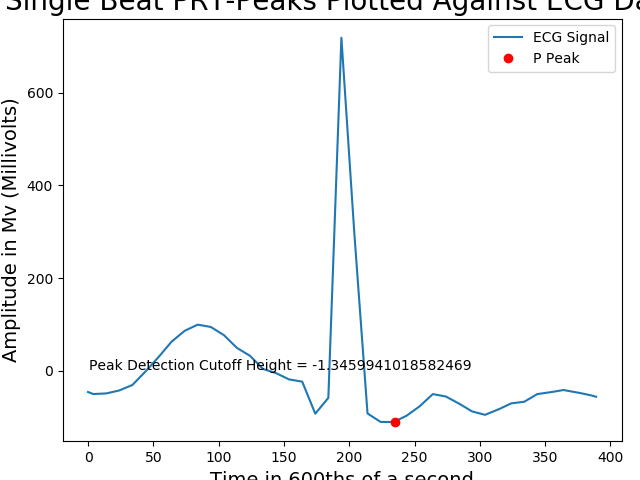 Single Beat PRT-Peaks Plotted Against ECG Da
ECG Signal
P Peak
Amplitude in Mv (Millivolts)
600
400
200
0
Peak Detection Cutoff Height = -1.3459941018582469
0 50 100 150 200 250 300 350 400
Time in 600ths of a second